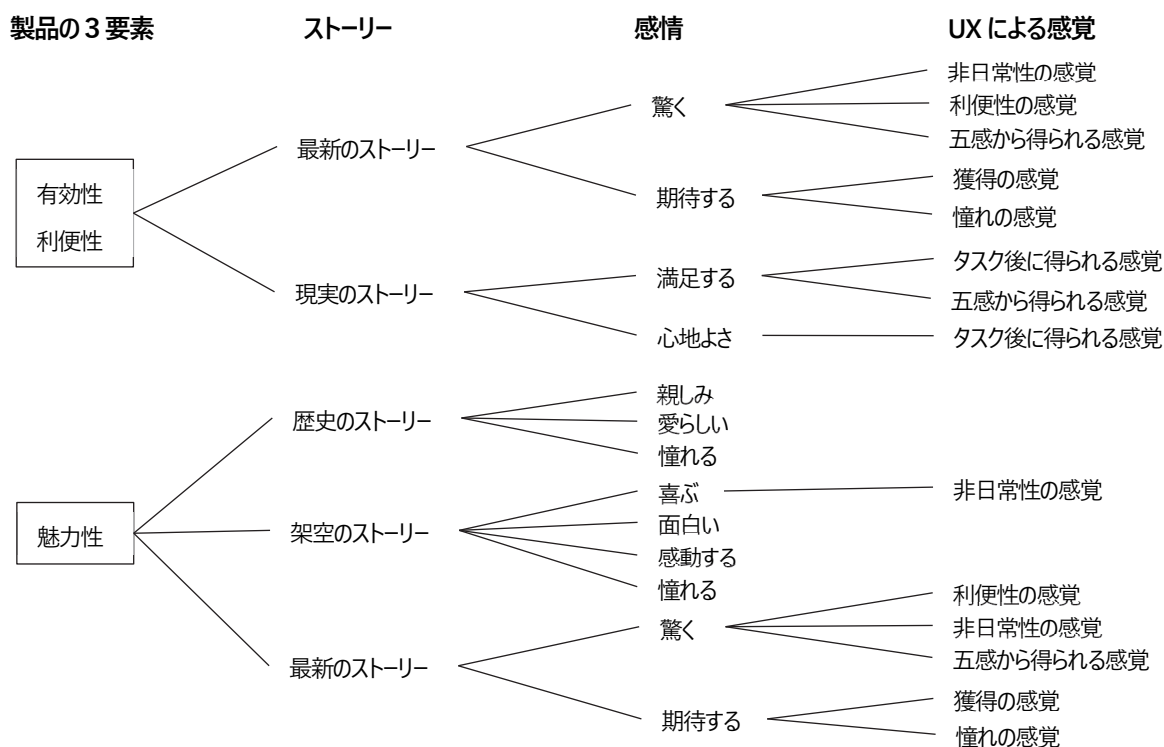 製品の3要素 ストーリー 感情 UXによる感覚
有効性
利便性
最新のストーリー
驚く
非日常性の感覚
利便性の感覚
五感から得られる感覚
期待する
獲得の感覚
憧れの感覚
現実のストーリー
満足する
タスク後に得られる感覚
五感から得られる感覚
心地よさ
タスク後に得られる感覚
魅力性
歴史のストーリー
親しみ
愛らしい
憧れる
架空のストーリー
喜ぶ
非日常性の感覚
面白い
感動する
憧れる
最新のストーリー
驚く
利便性の感覚
非日常性の感覚
五感から得られる感覚
期待する
獲得の感覚
憧れの感覚